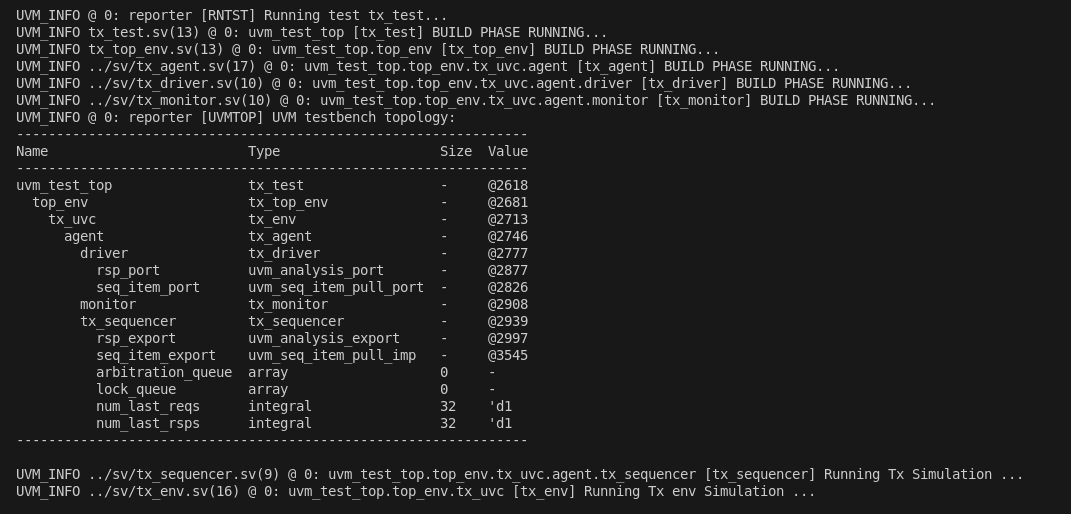 UVM_INFO @ 0: reporter [RNTST] Running test tx_test...
UVM_INFO tx_test.sv(13) @ 0: uvm_test_top [tx_test] BUILD PHASE RUNNING...
UVM_INFO tx_top_env.sv(13) @ 0: uvm_test_top.top_env [tx_top_env] BUILD PHASE RUNNING...
UVM_INFO ../sv/tx_agent.sv(17) @ 0: uvm_test_top.top_env.tx_uvc.agent [tx_agent] BUILD PHASE RUNNING...
UVM_INFO ../sv/tx_driver.sv(10) @ 0: uvm_test_top.top_env.tx_uvc.agent.driver [tx_driver] BUILD PHASE RUNNING...
UVM_INFO ../sv/tx_monitor.sv(10) @ 0: uvm_test_top.top_env.tx_uvc.agent.monitor [tx_monitor] BUILD PHASE RUNNING...
UVM_INFO @ 0: reporter [UVMTOP] UVM testbench topology:
----------------------------------------------------------------
Name                         Type                    Size  Value
----------------------------------------------------------------
uvm_test_top                 tx_test                 -     @2618
  top_env                    tx_top_env              -     @2681
    tx_uvc                   tx_env                  -     @2713
      agent                  tx_agent                -     @2746
        driver               tx_driver               -     @2777
          rsp_port           uvm_analysis_port       -     @2877
          seq_item_port      uvm_seq_item_pull_port  -     @2826
        monitor              tx_monitor              -     @2908
        tx_sequencer         tx_sequencer            -     @2939
          rsp_export         uvm_analysis_export     -     @2997
          seq_item_export    uvm_seq_item_pull_imp   -     @3545
          arbitration_queue  array                   0     -
          lock_queue         array                   0     -
          num_last_reqs      integral                32    'd1
          num_last_rsps      integral                32    'd1
----------------------------------------------------------------
UVM_INFO ../sv/tx_sequencer.sv(9) @ 0: uvm_test_top.top_env.tx_uvc.agent.tx_sequencer [tx_sequencer] Running Tx Simulation ...
UVM_INFO ../sv/tx_env.sv(16) @ 0: uvm_test_top.top_env.tx_uvc [tx_env] Running Tx env Simulation ...